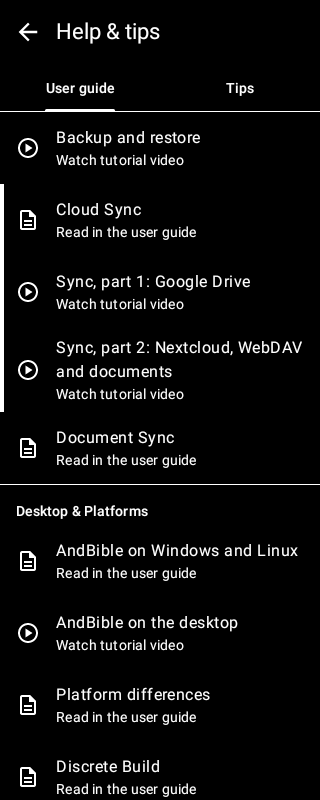 Help & tips
User guide
Tips
Backup and restore
Watch tutorial video
Cloud Sync
Read in the user guide
Sync, part 1: Google Drive
Watch tutorial video
Sync, part 2: Nextcloud, WebDAV
and documents
Watch tutorial video
Document Sync
Read in the user guide
Desktop & Platforms
AndBible on Windows and Linux
Read in the user guide
AndBible on the desktop
Watch tutorial video
Platform differences
Read in the user guide
Discrete Build
Read in the user guide